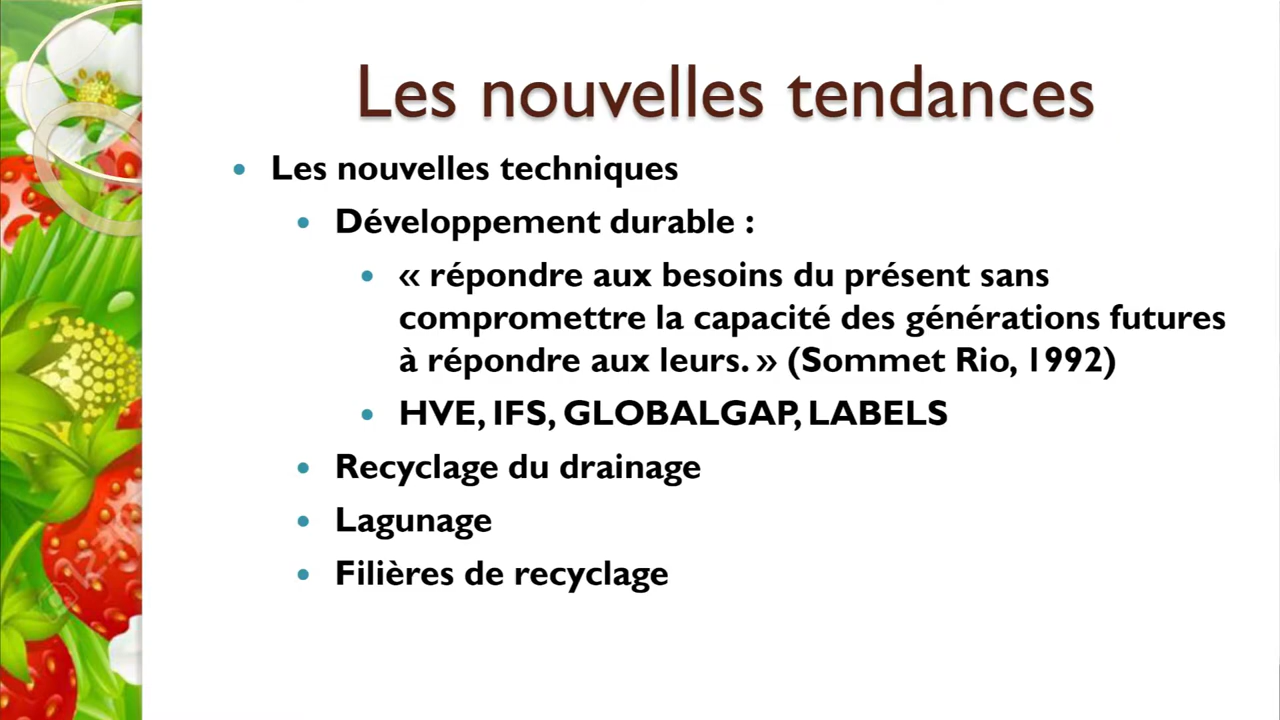 Les nouvelles tendances
Les nouvelles techniques
Développement durable :
« répondre aux besoins du présent sans
compromettre la capacité des générations futures
à répondre aux leurs. » (Sommet Rio, 1992)
HVE, IFS, GLOBALGAP, LABELS
Recyclage du drainage
Lagunage
Filières de recyclage